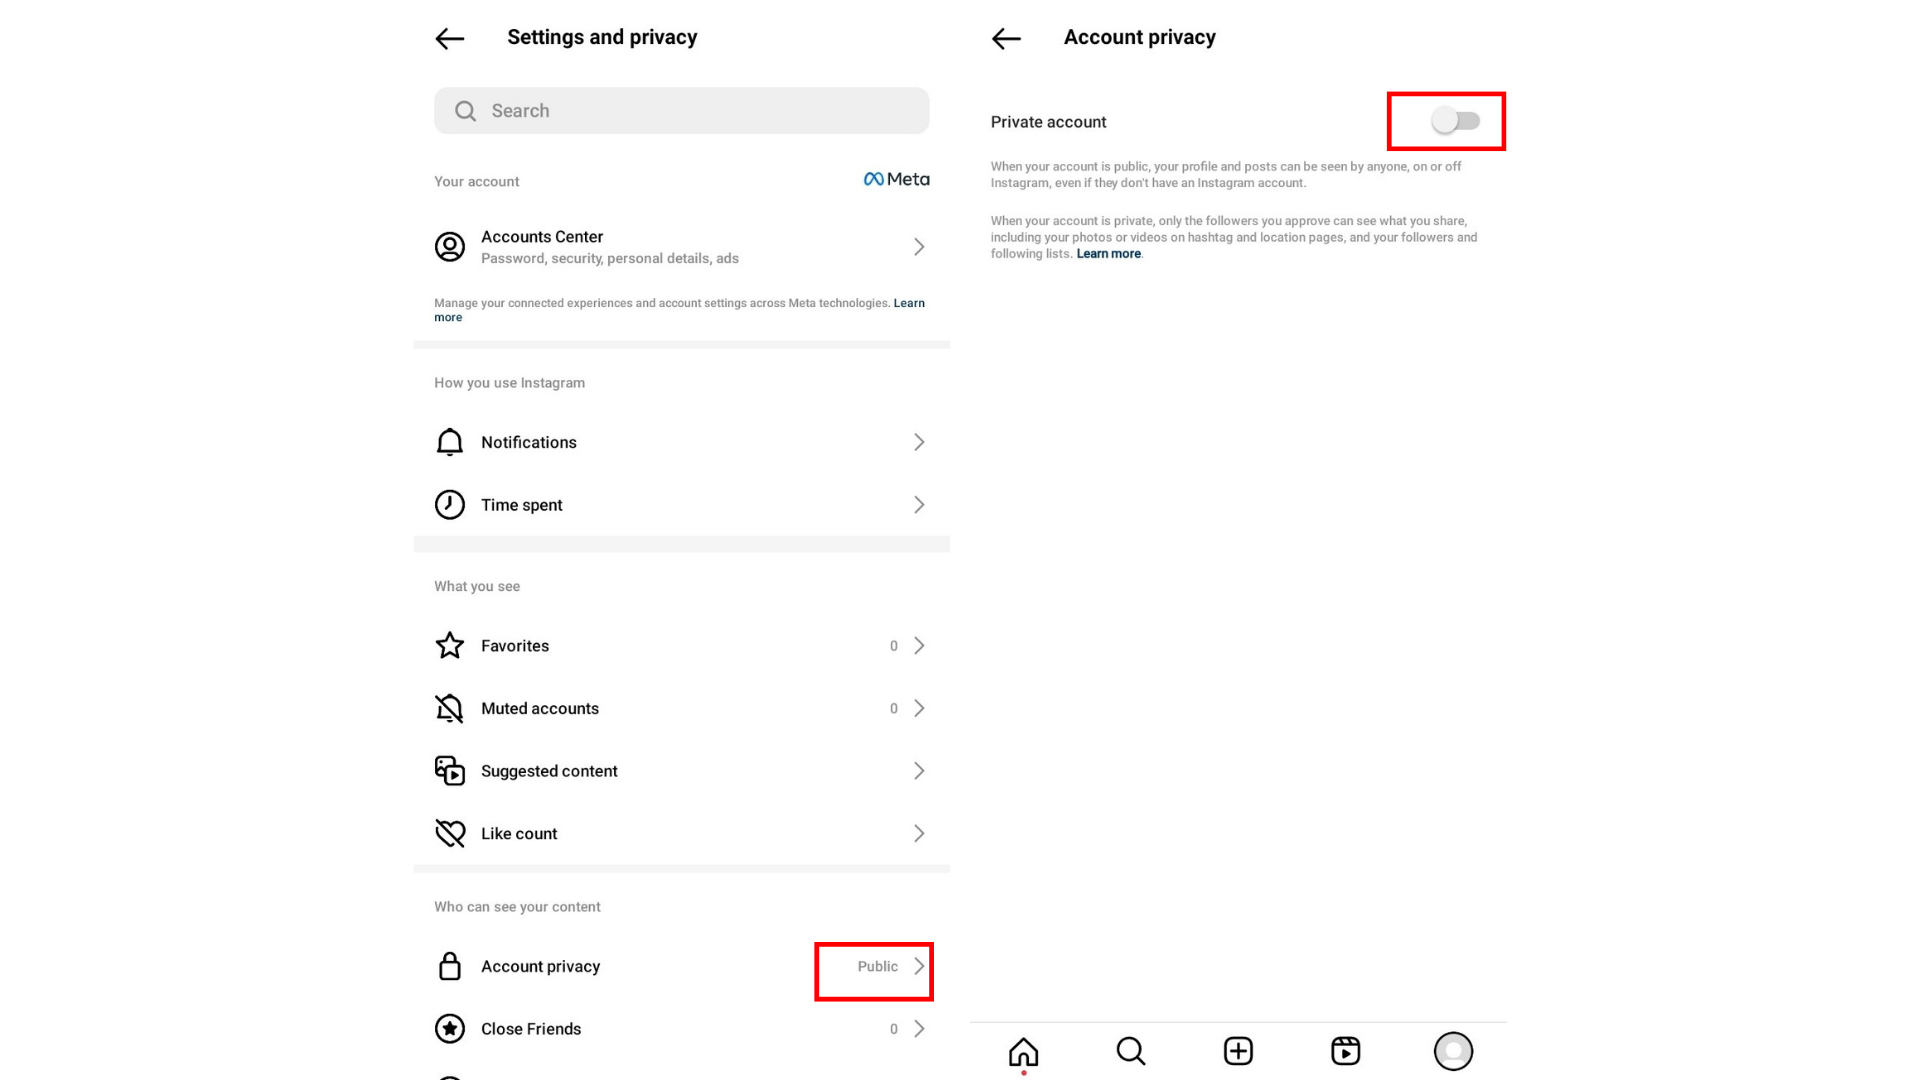 Settings and privacy
Search
Your account
Meta
Accounts Center
Password, security, personal details, ads
Manage your connected experiences and account settings across Meta technologies. Learn
more
How you use Instagram
Notifications
Time spent
What you see
Favorites 0
Muted accounts 0
Suggested content
Like count
Who can see your content
Account privacy Public
Close Friends 0
Account privacy
Private account
When your account is public, your profile and posts can be seen by anyone, on or off
Instagram, even if they don't have an Instagram account.
When your account is private, only the followers you approve can see what you share,
including your photos or videos on hashtag and location pages, and your followers and
following lists. Learn more.